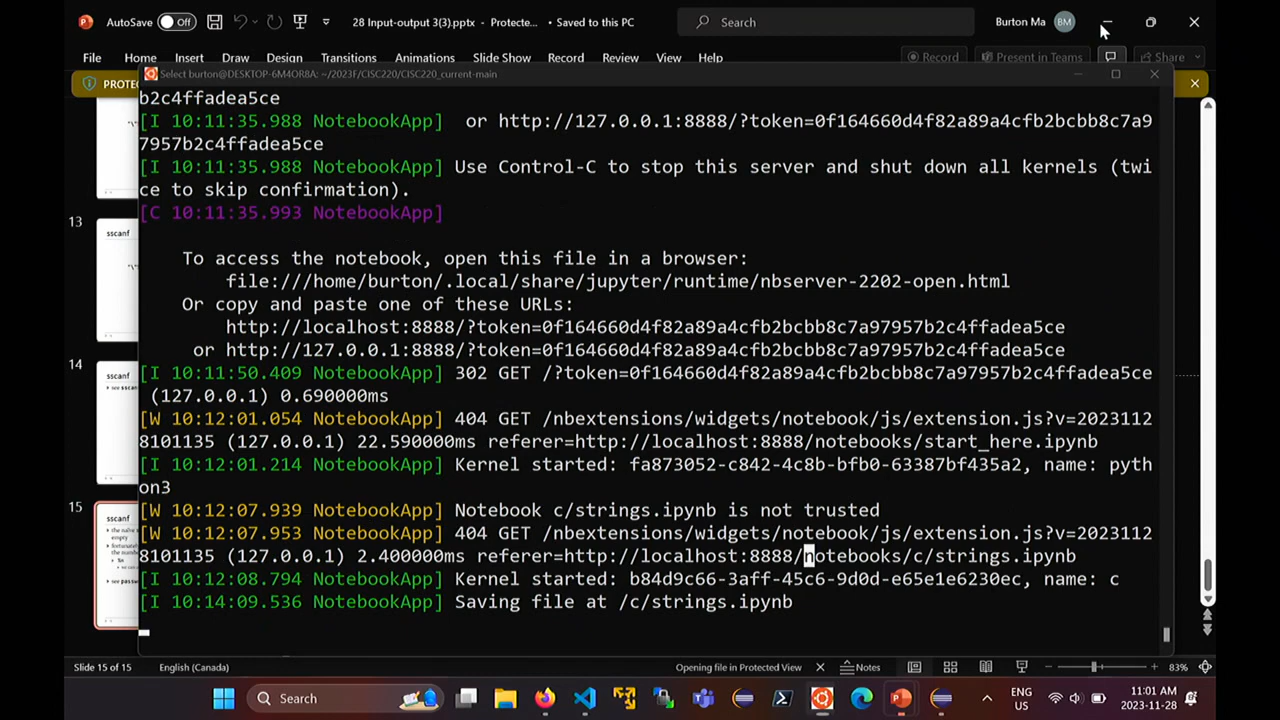 AutoSave Off 28 Input-output 3(3).pptx - Protecte... • Saved to this PC Search Burton Ma BM
File Home Insert Draw Design Transitions Animations Slide Show Record Review View Help Record Present in Teams Share
Select burton@DESKTOP-6M4OR8A: ~/2023F/CISC220/CISC220_current-main
PROTEC
b2c4ffadea5ce
[I 10:11:35.988 NotebookApp]  or http://127.0.0.1:8888/?token=0f164660d4f82a89a4cfb2bcbb8c7a9
7957b2c4ffadea5ce
[I 10:11:35.988 NotebookApp] Use Control-C to stop this server and shut down all kernels (twi
ce to skip confirmation).
[C 10:11:35.993 NotebookApp]
To access the notebook, open this file in a browser:
file:///home/burton/.local/share/jupyter/runtime/nbserver-2202-open.html
Or copy and paste one of these URLs:
http://localhost:8888/?token=0f164660d4f82a89a4cfb2bcbb8c7a97957b2c4ffadea5ce
or http://127.0.0.1:8888/?token=0f164660d4f82a89a4cfb2bcbb8c7a97957b2c4ffadea5ce
[I 10:11:50.409 NotebookApp] 302 GET /?token=0f164660d4f82a89a4cfb2bcbb8c7a97957b2c4ffadea5ce
(127.0.0.1) 0.690000ms
[W 10:12:01.054 NotebookApp] 404 GET /nbextensions/widgets/notebook/js/extension.js?v=2023112
8101135 (127.0.0.1) 22.590000ms referer=http://localhost:8888/notebooks/start_here.ipynb
[I 10:12:01.214 NotebookApp] Kernel started: fa873052-c842-4c8b-bfb0-63387bf435a2, name: pyth
on3
[W 10:12:07.939 NotebookApp] Notebook c/strings.ipynb is not trusted
[W 10:12:07.953 NotebookApp] 404 GET /nbextensions/widgets/notebook/js/extension.js?v=2023112
8101135 (127.0.0.1) 2.400000ms referer=http://localhost:8888/notebooks/c/strings.ipynb
[I 10:12:08.794 NotebookApp] Kernel started: b84d9c66-3aff-45c6-9d0d-e65e1e6230ec, name: c
[I 10:14:09.536 NotebookApp] Saving file at /c/strings.ipynb
13
sscanf
14
sscanf
15
sscanf
Slide 15 of 15 English (Canada) Opening file in Protected View Notes 83%
Search ENG US 11:01 AM 2023-11-28